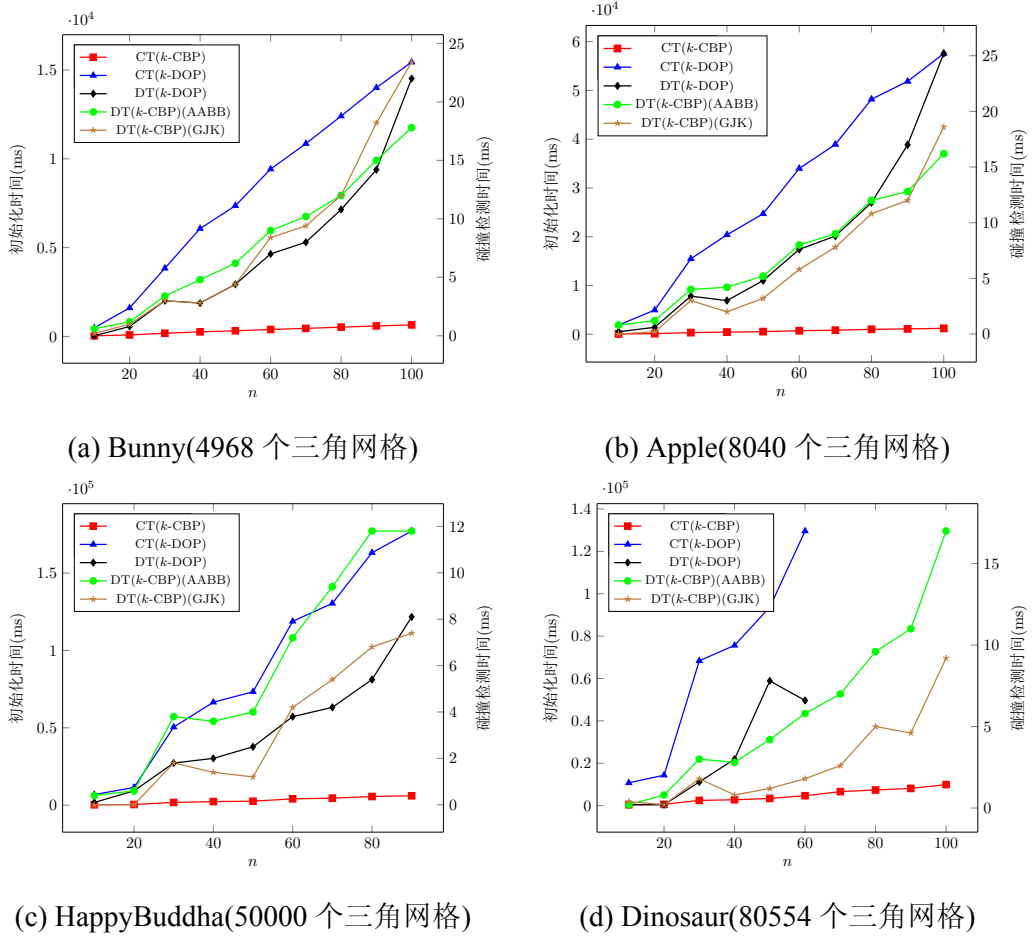 ·10^4
CT(k-CBP)
CT(k-DOP)
DT(k-DOP)
DT(k-CBP)(AABB)
DT(k-CBP)(GJK)
初始化时间(ms)
1.5
1
0.5
0
碰撞检测时间(ms)
25
20
15
10
5
0
20 40 60 80 100
n
(a) Bunny(4968 个三角网格)
·10^4
CT(k-CBP)
CT(k-DOP)
DT(k-DOP)
DT(k-CBP)(AABB)
DT(k-CBP)(GJK)
初始化时间(ms)
6
5
4
3
2
1
0
碰撞检测时间(ms)
25
20
15
10
5
0
20 40 60 80 100
n
(b) Apple(8040 个三角网格)
·10^5
CT(k-CBP)
CT(k-DOP)
DT(k-DOP)
DT(k-CBP)(AABB)
DT(k-CBP)(GJK)
初始化时间(ms)
1.5
1
0.5
0
碰撞检测时间(ms)
12
10
8
6
4
2
0
20 40 60 80
n
(c) HappyBuddha(50000 个三角网格)
·10^5
CT(k-CBP)
CT(k-DOP)
DT(k-DOP)
DT(k-CBP)(AABB)
DT(k-CBP)(GJK)
初始化时间(ms)
1.4
1.2
1
0.8
0.6
0.4
0.2
0
碰撞检测时间(ms)
15
10
5
0
20 40 60 80 100
n
(d) Dinosaur(80554 个三角网格)